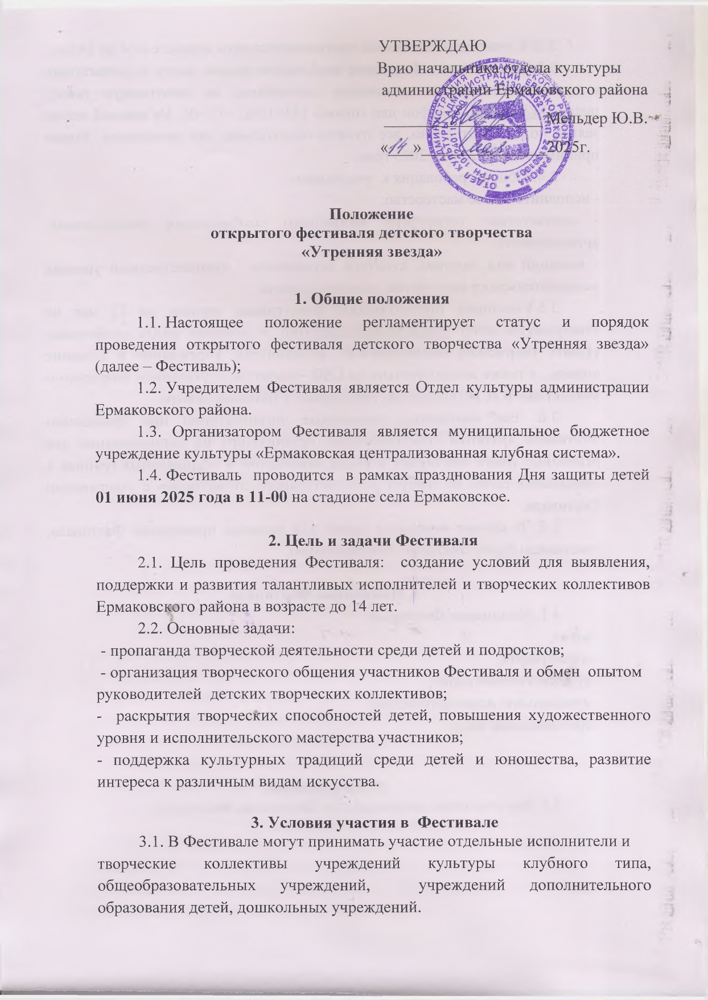 УТВЕРЖДАЮ
Врио начальника отдела культуры
администрации Ермаковского района
Мельдер Ю.В.
«14» мая 2025г.
Положение
открытого фестиваля детского творчества
«Утренняя звезда»
1. Общие положения
1.1. Настоящее положение регламентирует статус и порядок
проведения открытого фестиваля детского творчества «Утренняя звезда»
(далее – Фестиваль);
1.2. Учредителем Фестиваля является Отдел культуры администрации
Ермаковского района.
1.3. Организатором Фестиваля является муниципальное бюджетное
учреждение культуры «Ермаковская централизованная клубная система».
1.4. Фестиваль проводится в рамках празднования Дня защиты детей
01 июня 2025 года в 11-00 на стадионе села Ермаковское.
2. Цель и задачи Фестиваля
2.1. Цель проведения Фестиваля: создание условий для выявления,
поддержки и развития талантливых исполнителей и творческих коллективов
Ермаковского района в возрасте до 14 лет.
2.2. Основные задачи:
- пропаганда творческой деятельности среди детей и подростков;
- организация творческого общения участников Фестиваля и обмен опытом
руководителей детских творческих коллективов;
- раскрытия творческих способностей детей, повышения художественного
уровня и исполнительского мастерства участников;
- поддержка культурных традиций среди детей и юношества, развитие
интереса к различным видам искусства.
3. Условия участия в Фестивале
3.1. В Фестивале могут принимать участие отдельные исполнители и
творческие коллективы учреждений культуры клубного типа,
общеобразовательных учреждений, учреждений дополнительного
образования детей, дошкольных учреждений.